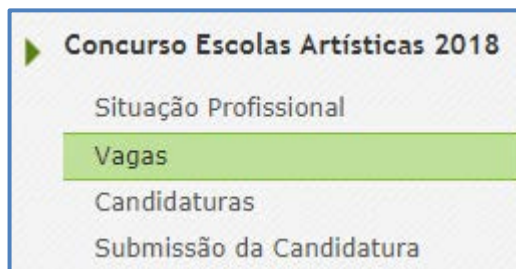 Concurso Escolas Artísticas 2018
Situação Profissional
Vagas
Candidaturas
Submissão da Candidatura